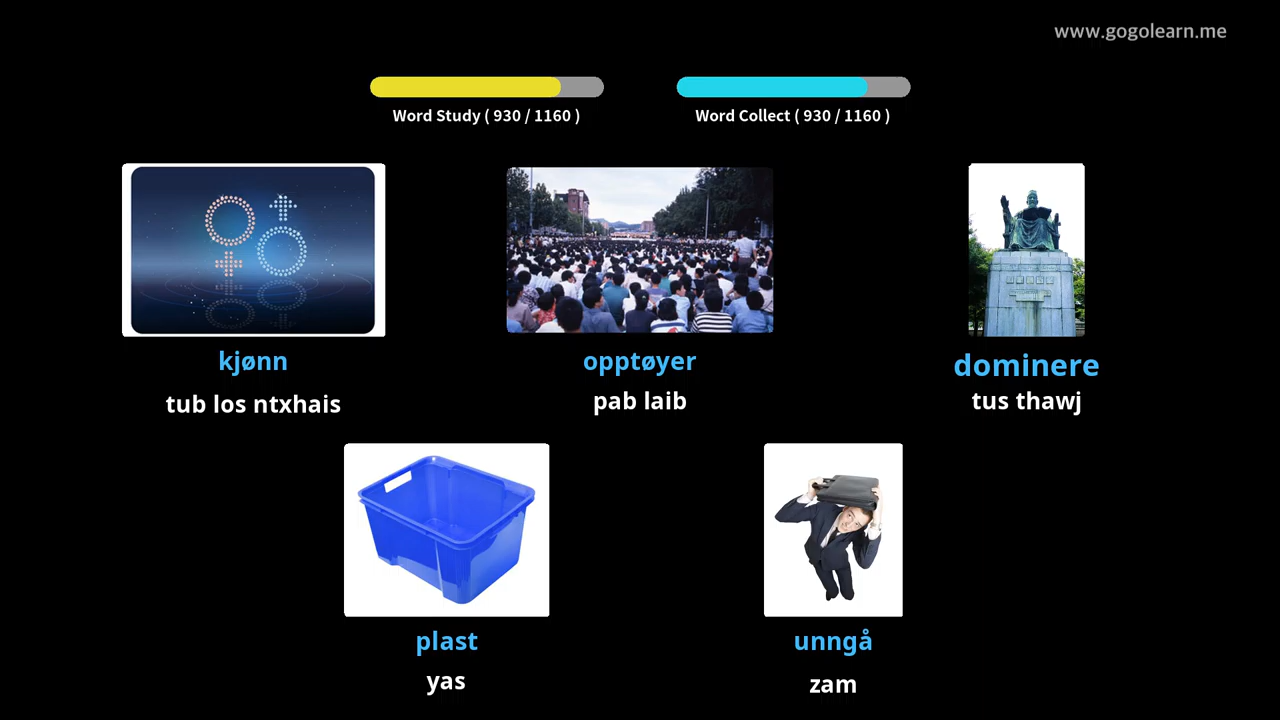 www.gogolearn.me
Word Study ( 930 / 1160 )
Word Collect ( 930 / 1160 )
kjønn
tub los ntxhais
opptøyer
pab laib
dominere
tus thawj
plast
yas
unngå
zam